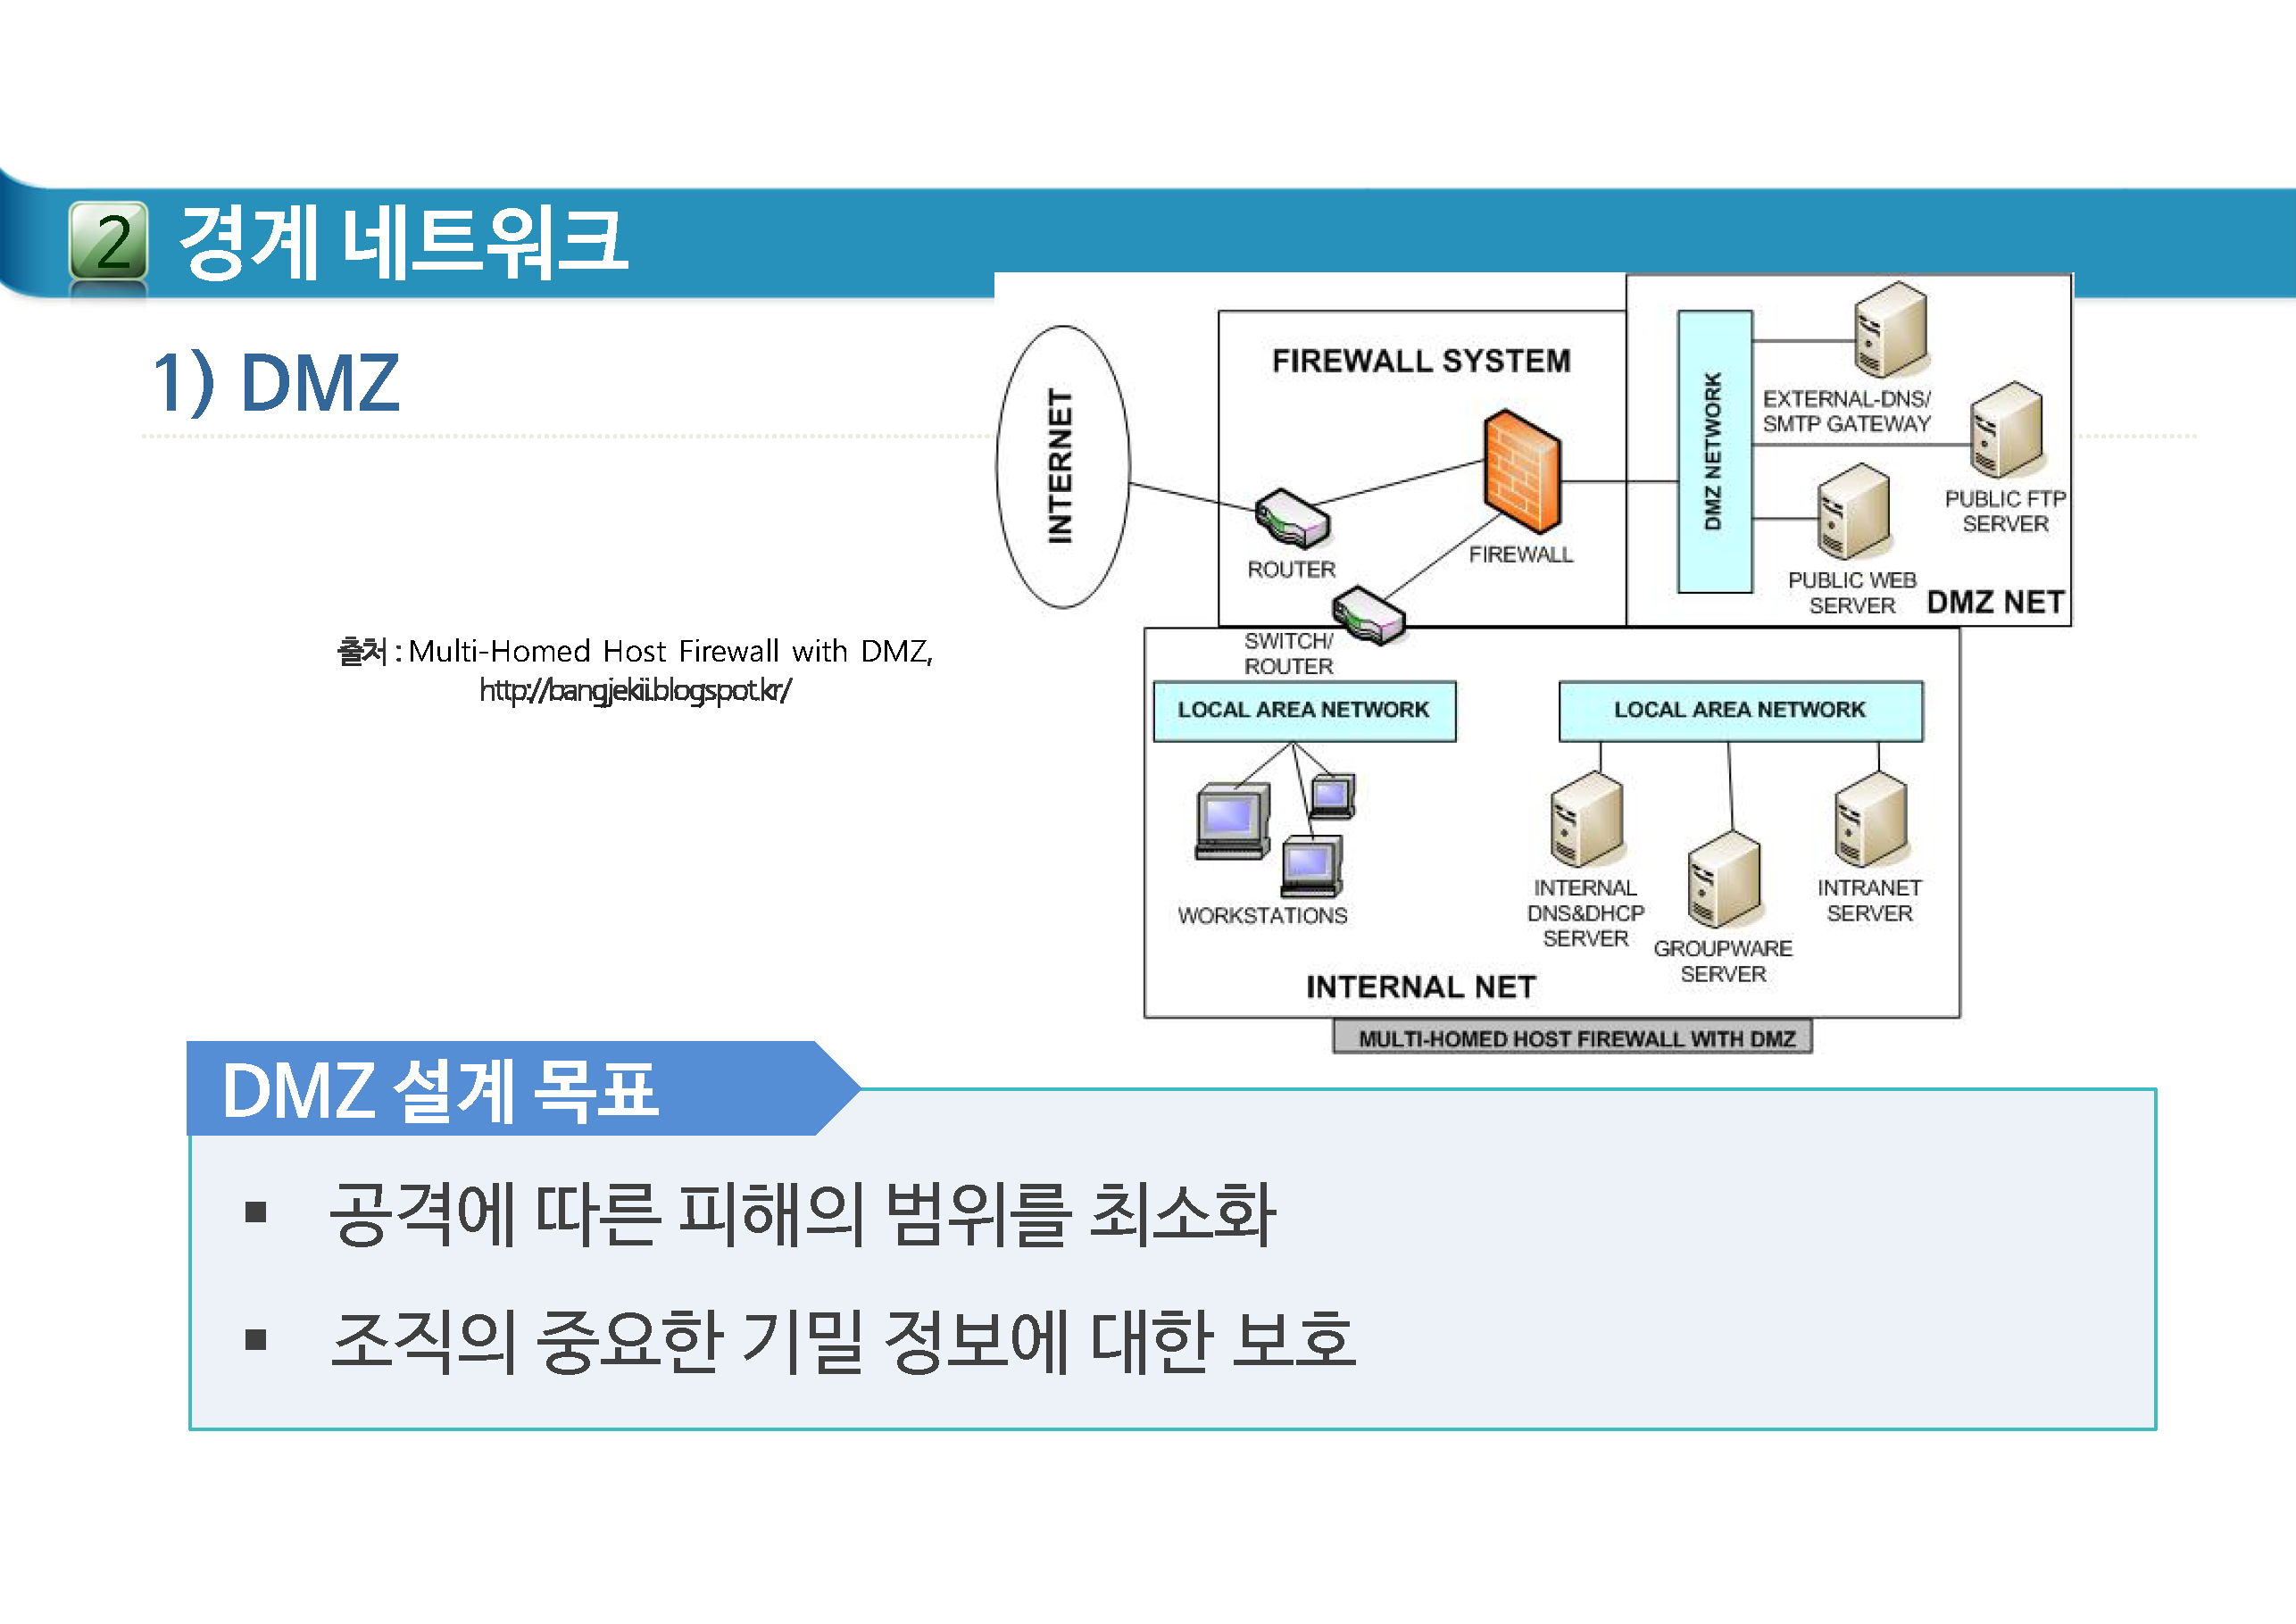 2 경계 네트워크
1) DMZ
출처 : Multi-Homed Host Firewall with DMZ,
http://bangjekii.blogspot.kr/
INTERNET
FIREWALL SYSTEM
ROUTER
FIREWALL
SWITCH/
ROUTER
DMZ NETWORK
EXTERNAL-DNS/
SMTP GATEWAY
PUBLIC FTP
SERVER
PUBLIC WEB
SERVER
DMZ NET
LOCAL AREA NETWORK
LOCAL AREA NETWORK
WORKSTATIONS
INTERNAL
DNS&DHCP
SERVER
GROUPWARE
SERVER
INTRANET
SERVER
INTERNAL NET
MULTI-HOMED HOST FIREWALL WITH DMZ
DMZ 설계 목표
▪ 공격에 따른 피해의 범위를 최소화
▪ 조직의 중요한 기밀 정보에 대한 보호